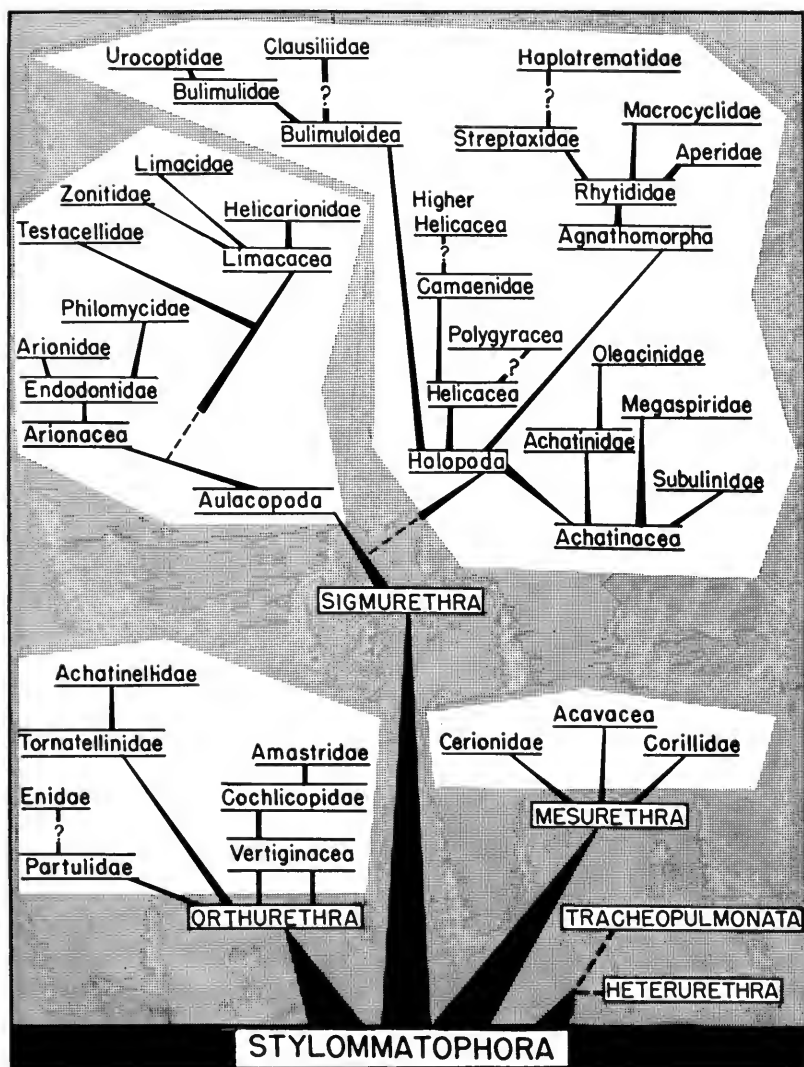 Urocoptidae
Clausiliidae
Haplotrematidae
Bulimulidae
?
?
Macrocyclidae
Bulimuloidea
Streptaxidae
Limacidae
Aperidae
Zonitidae
Rhytididae
Helicarionidae
Higher
Helicacea
Testacellidae
Agnathomorpha
Limacacea
?
Camaenidae
Philomycidae
Polygyracea
Arionidae
Oleacinidae
?
Endodontidae
Helicacea
Megaspiridae
Arionacea
Achatinidae
Holopoda
Subulinidae
Aulacopoda
Achatinacea
SIGMURETHRA
Achatinellidae
Acavacea
Tornatellinidae
Amastridae
Cerionidae
Corillidae
Enidae
Cochlicopidae
MESURETHRA
?
Vertiginacea
Partulidae
ORTHURETHRA
TRACHEOPULMONATA
HETERURETHRA
STYLOMMATOPHORA